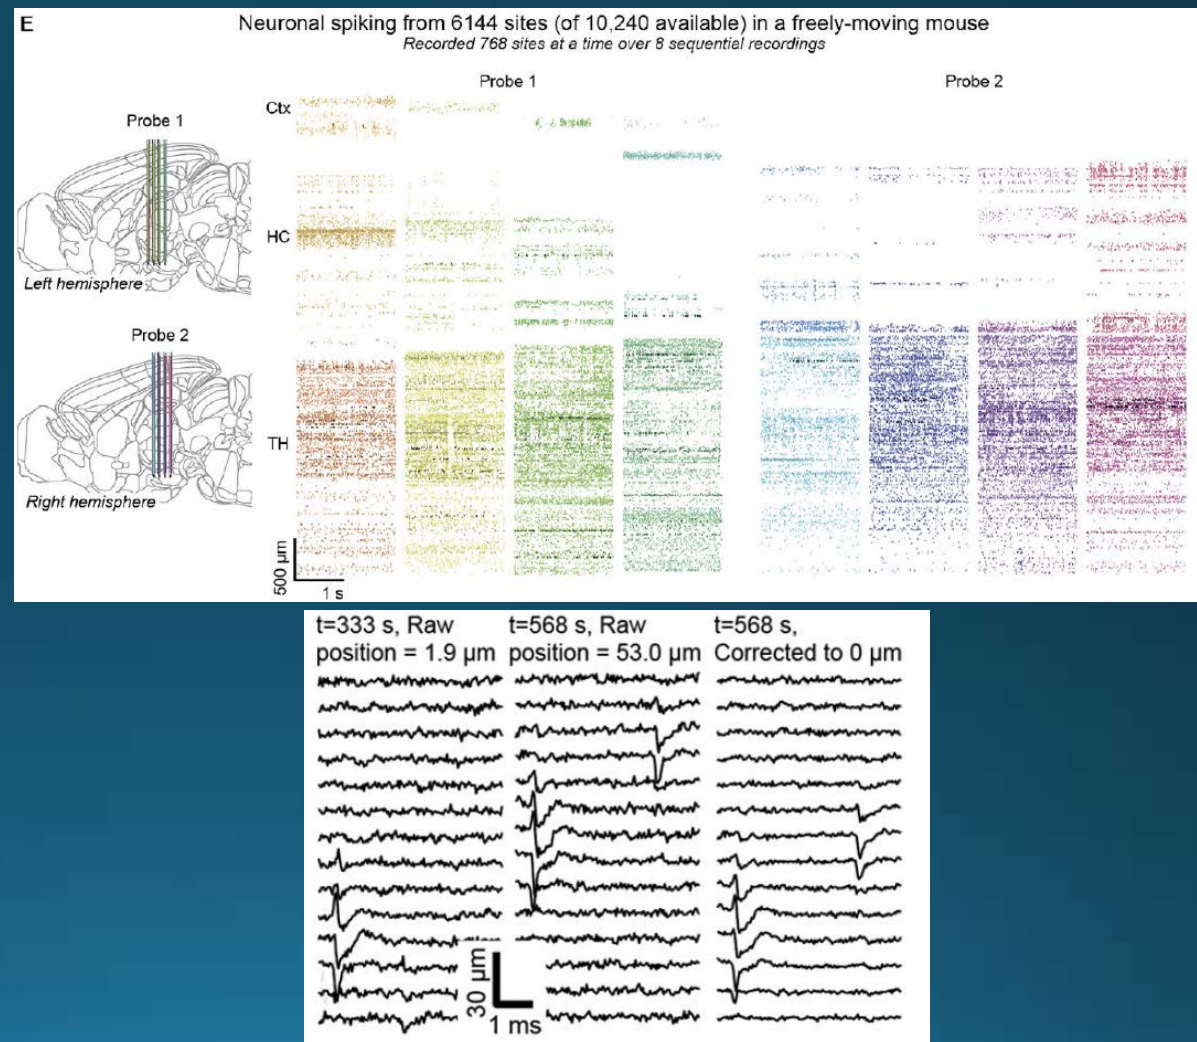 E
Neuronal spiking from 6144 sites (of 10,240 available) in a freely-moving mouse
Recorded 768 sites at a time over 8 sequential recordings
Probe 1
Probe 2
Ctx
HC
TH
500 µm
1 s
Probe 1
Left hemisphere
Probe 2
Right hemisphere
t=333 s, Raw
position = 1.9 µm
t=568 s, Raw
position = 53.0 µm
t=568 s,
Corrected to 0 µm
30 µm
1 ms